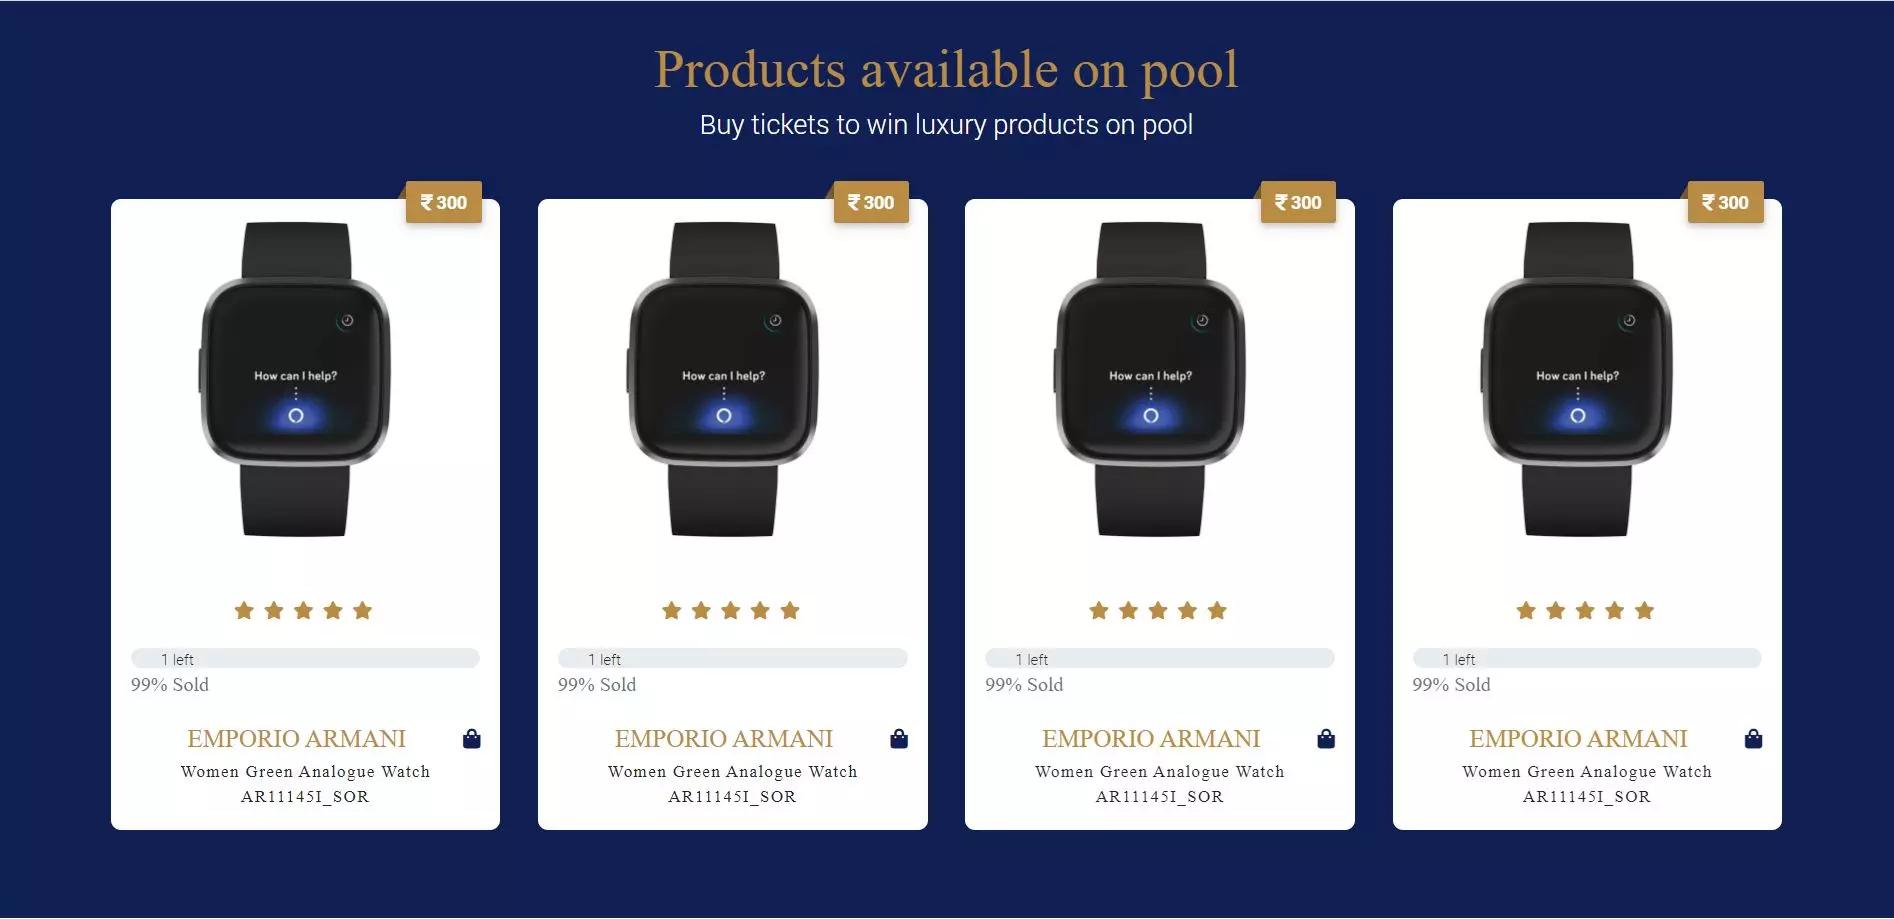 Products available on pool
Buy tickets to win luxury products on pool
₹ 300
How can I help?
1 left
99% Sold
EMPORIO ARMANI
Women Green Analogue Watch
AR11145I_SOR
₹ 300
How can I help?
1 left
99% Sold
EMPORIO ARMANI
Women Green Analogue Watch
AR11145I_SOR
₹ 300
How can I help?
1 left
99% Sold
EMPORIO ARMANI
Women Green Analogue Watch
AR11145I_SOR
₹ 300
How can I help?
1 left
99% Sold
EMPORIO ARMANI
Women Green Analogue Watch
AR11145I_SOR